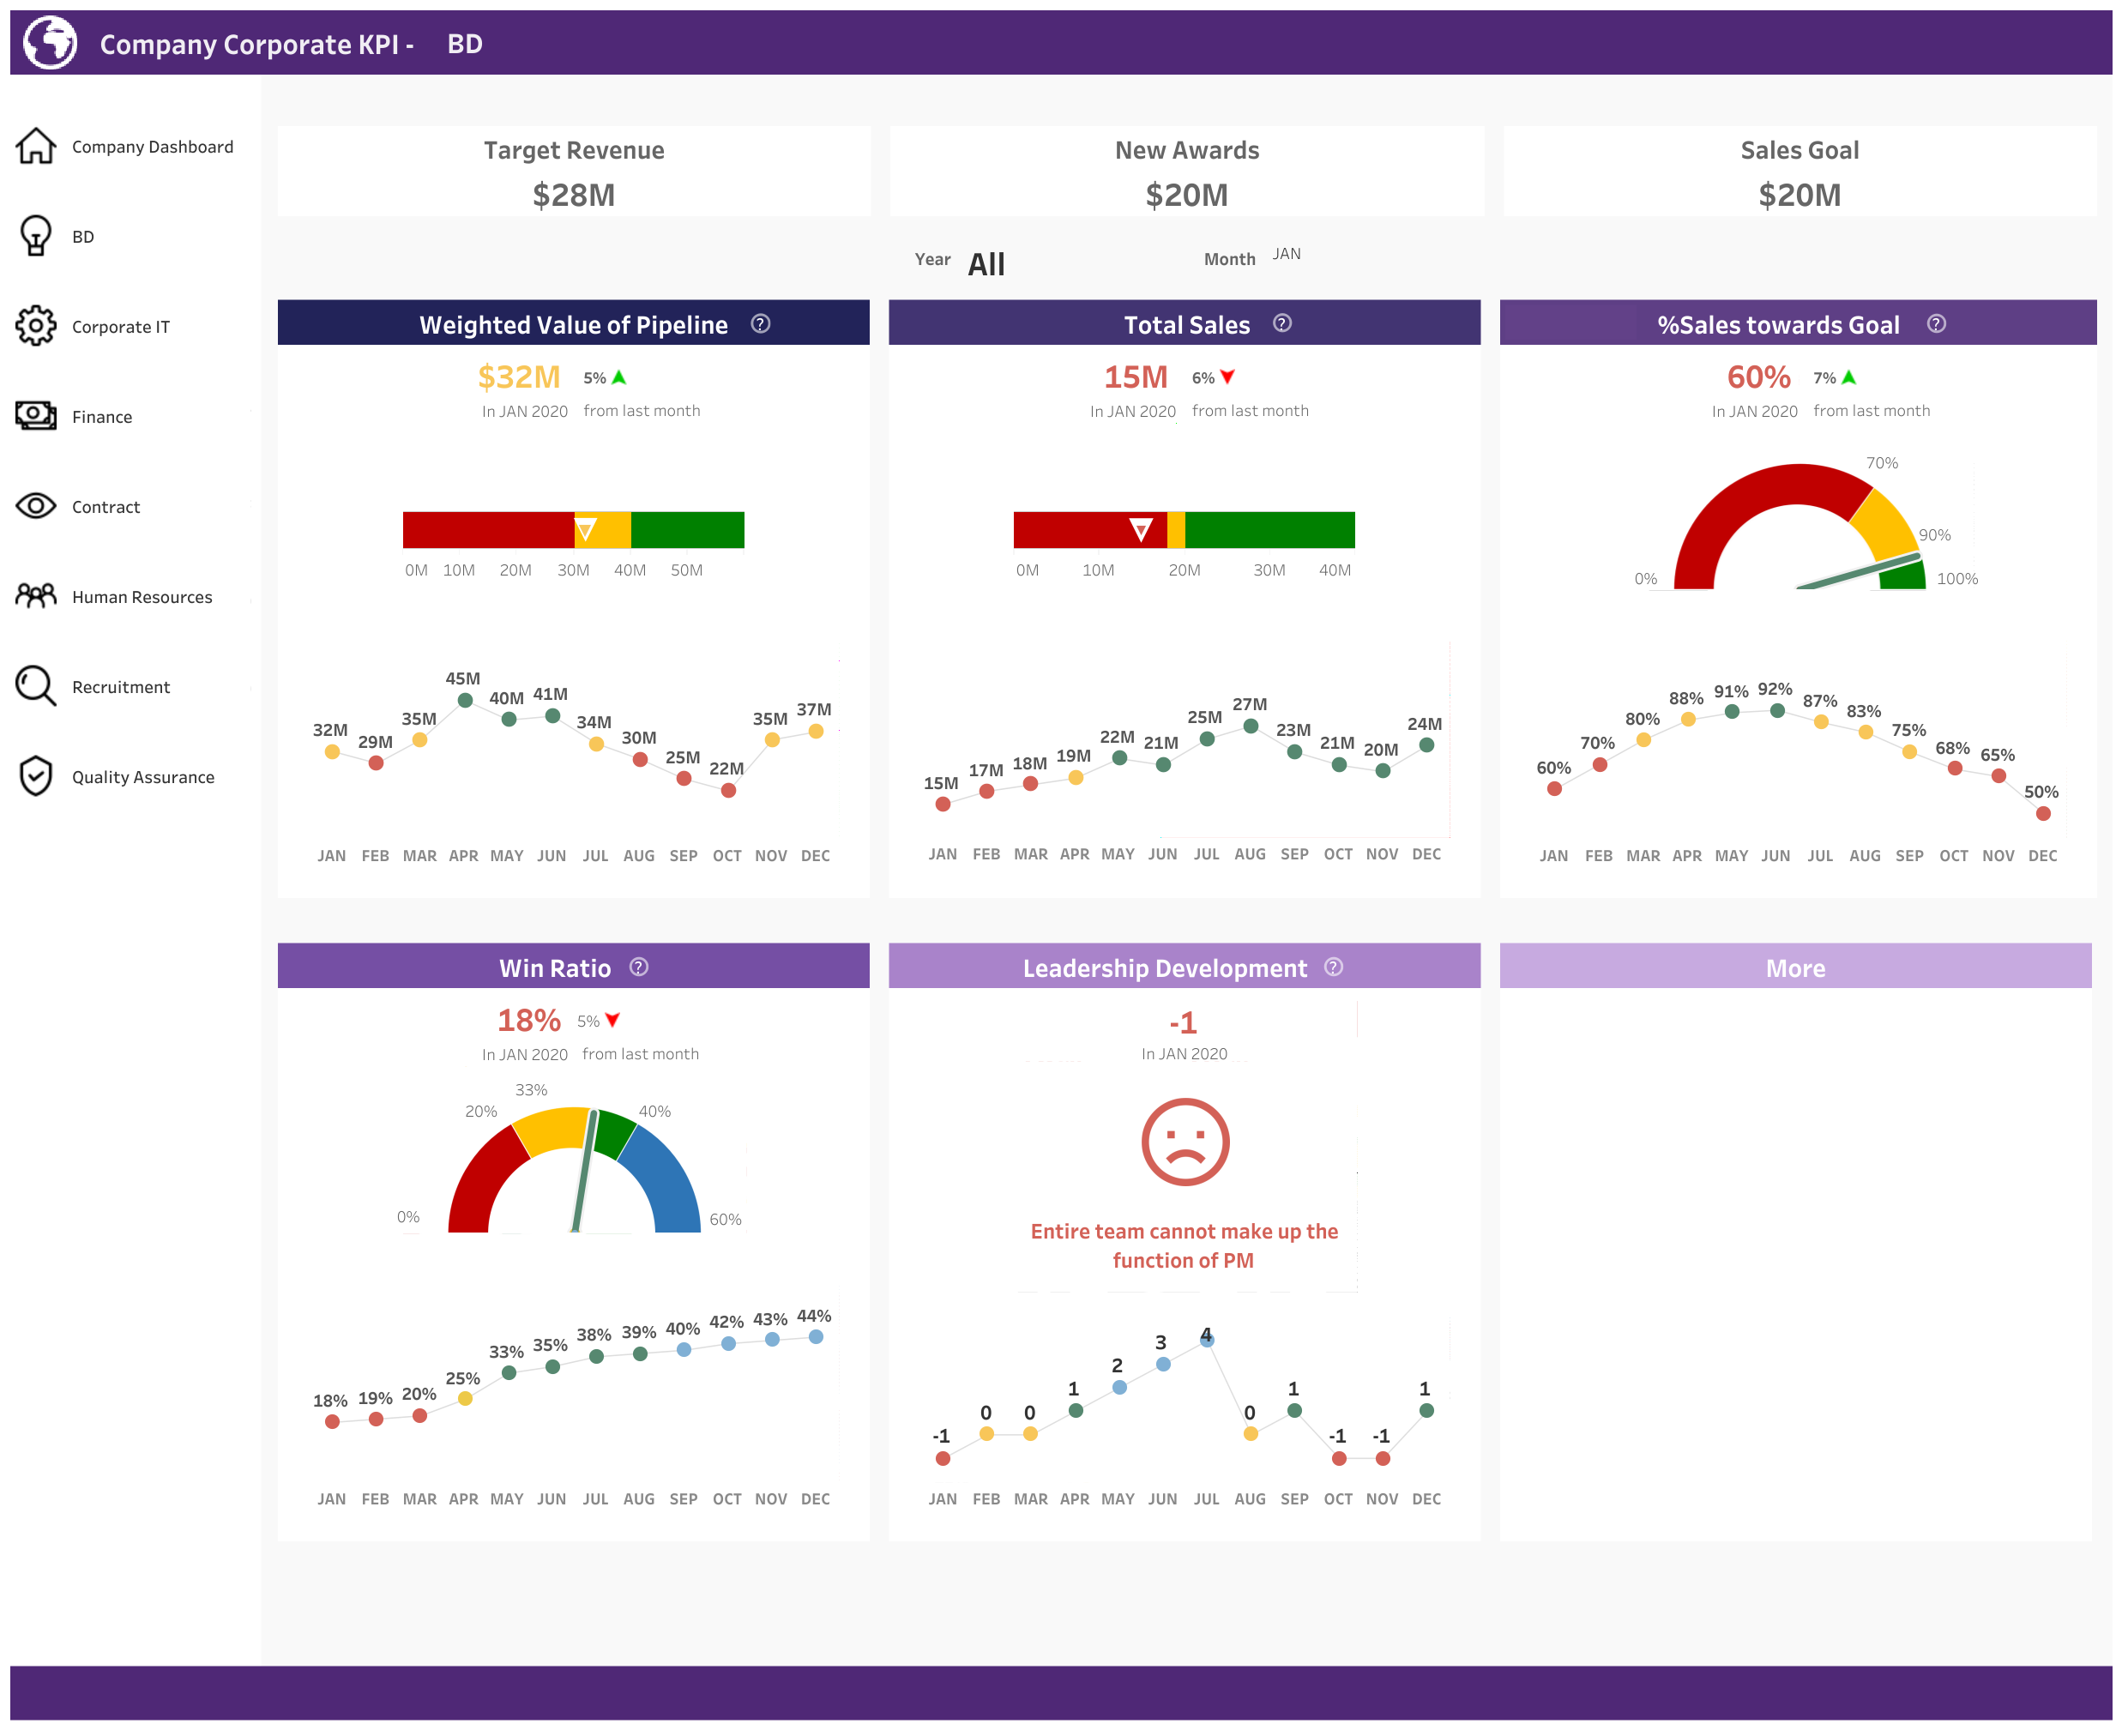 Company Corporate KPI - BD
Company Dashboard
BD
Corporate IT
Finance
Contract
Human Resources
Recruitment
Quality Assurance
Target Revenue
$28M
New Awards
$20M
Sales Goal
$20M
Year All Month JAN
Weighted Value of Pipeline ?
$32M 5%
In JAN 2020 from last month
0M 10M 20M 30M 40M 50M
32M 29M 35M 45M 40M 41M 34M 30M 25M 22M 35M 37M
JAN FEB MAR APR MAY JUN JUL AUG SEP OCT NOV DEC
Total Sales ?
15M 6%
In JAN 2020 from last month
0M 10M 20M 30M 40M
15M 17M 18M 19M 22M 21M 25M 27M 23M 21M 20M 24M
JAN FEB MAR APR MAY JUN JUL AUG SEP OCT NOV DEC
%Sales towards Goal ?
60% 7%
In JAN 2020 from last month
70%
90%
0% 100%
60% 70% 80% 88% 91% 92% 87% 83% 75% 68% 65% 50%
JAN FEB MAR APR MAY JUN JUL AUG SEP OCT NOV DEC
Win Ratio ?
18% 5%
In JAN 2020 from last month
33%
20% 40%
0% 60%
18% 19% 20% 25% 33% 35% 38% 39% 40% 42% 43% 44%
JAN FEB MAR APR MAY JUN JUL AUG SEP OCT NOV DEC
Leadership Development ?
-1
In JAN 2020
Entire team cannot make up the
function of PM
-1 0 0 1 2 3 4 0 1 -1 -1 1
JAN FEB MAR APR MAY JUN JUL AUG SEP OCT NOV DEC
More